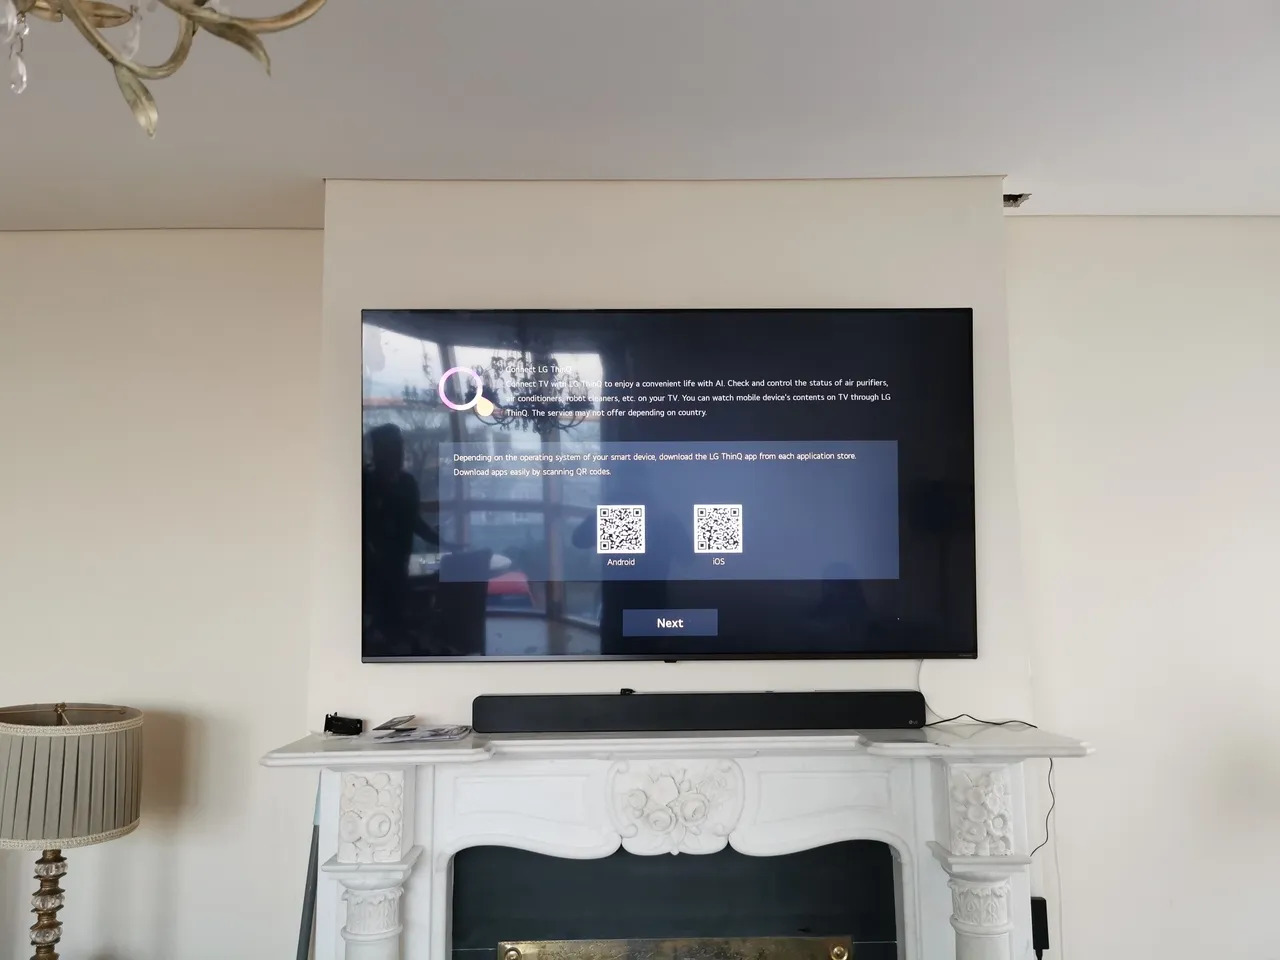 Connect LG ThinQ
Connect TV with LG ThinQ to enjoy a convenient life with AI. Check and control the status of air purifiers,
air conditioners, robot cleaners, etc. on your TV. You can watch mobile device's contents on TV through LG
ThinQ. The service may not offer depending on country.
Depending on the operating system of your smart device, download the LG ThinQ app from each application store.
Download apps easily by scanning QR codes.
Android
iOS
Next
LG